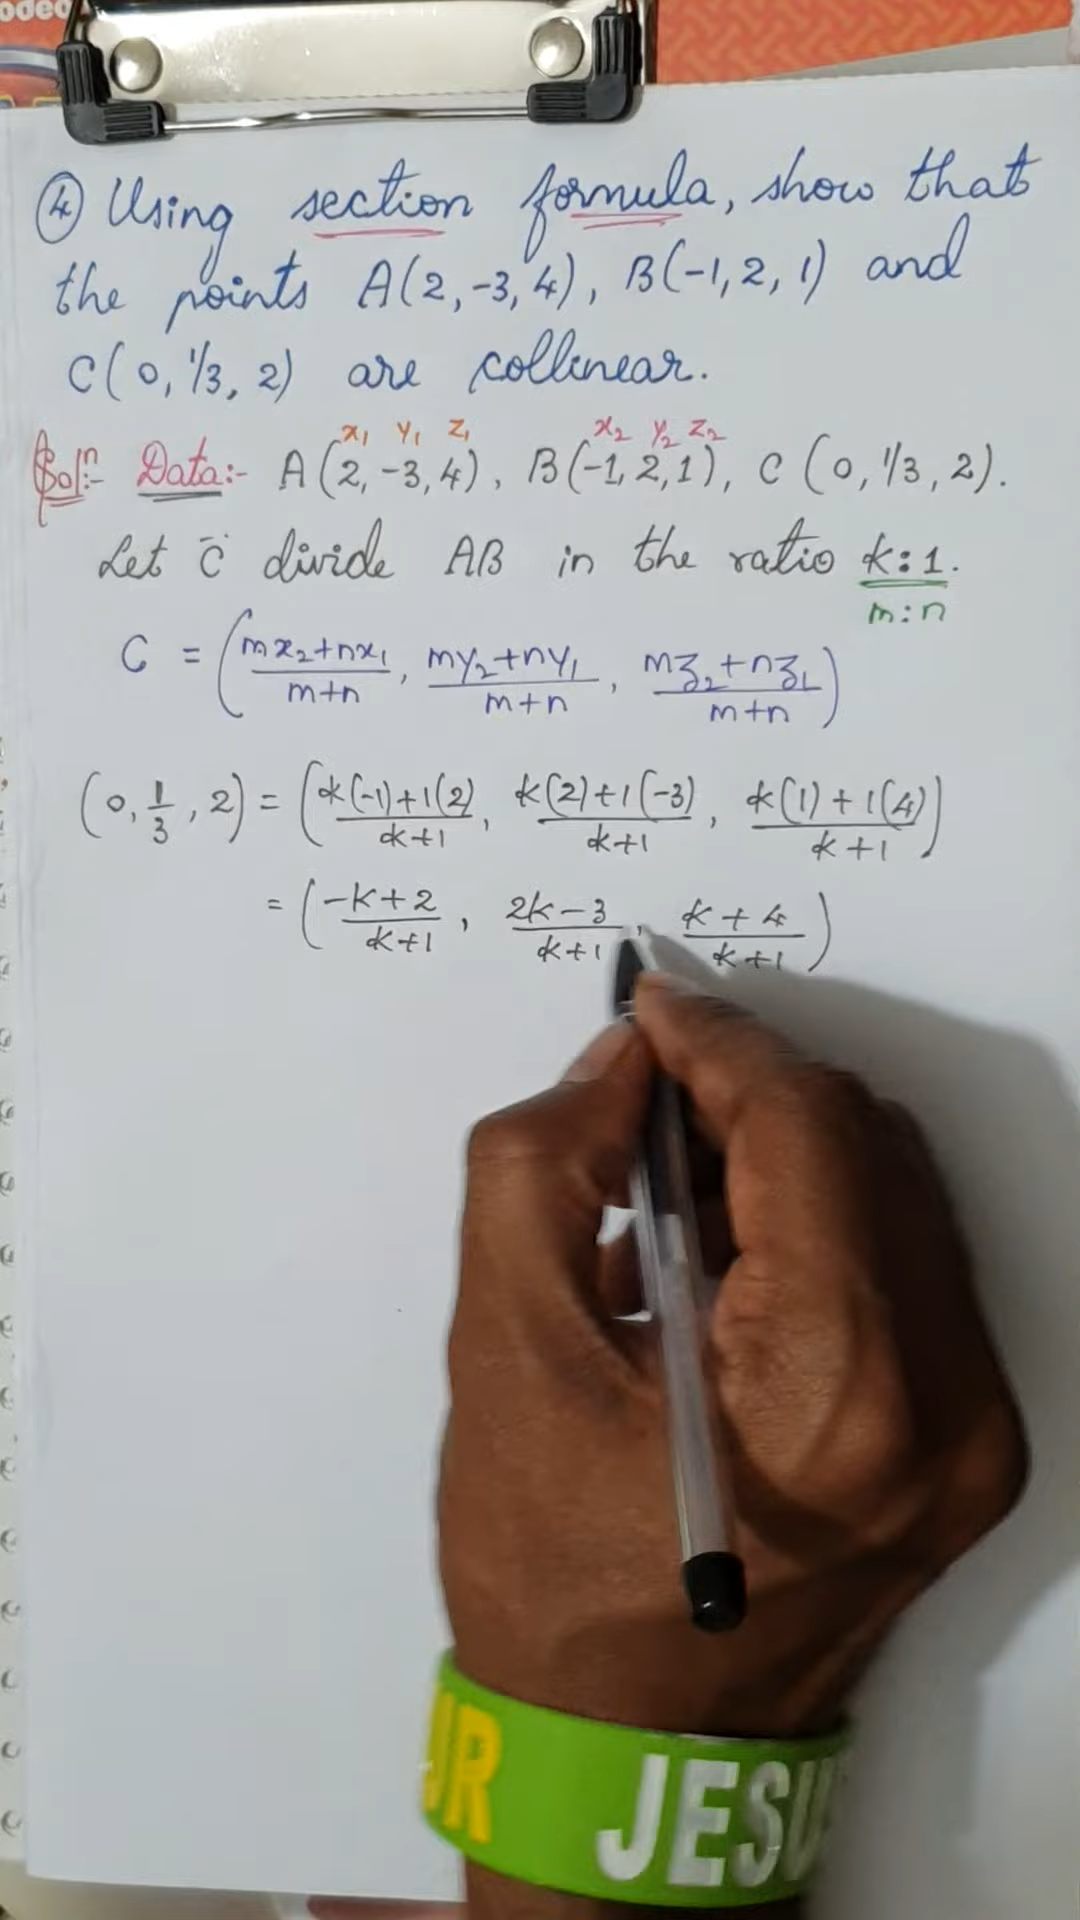 odeo
④ Using section formula, show that
the points A(2, -3, 4), B(-1, 2, 1) and
C(0, 1/3, 2) are collinear.
x₁ y₁ z₁ x₂ y₂ z₂
Solⁿ:- Data:- A(2, -3, 4), B(-1, 2, 1), C(0, 1/3, 2).
Let C divide AB in the ratio k:1.
m:n
C = ((mx₂+nx₁)/(m+n), (my₂+ny₁)/(m+n), (mz₂+nz₁)/(m+n))
(0, 1/3, 2) = ((k(-1)+1(2))/(k+1), (k(2)+1(-3))/(k+1), (k(1)+1(4))/(k+1))
= ((-k+2)/(k+1), (2k-3)/(k+1), (k+4)/(k+1))
UR JESU